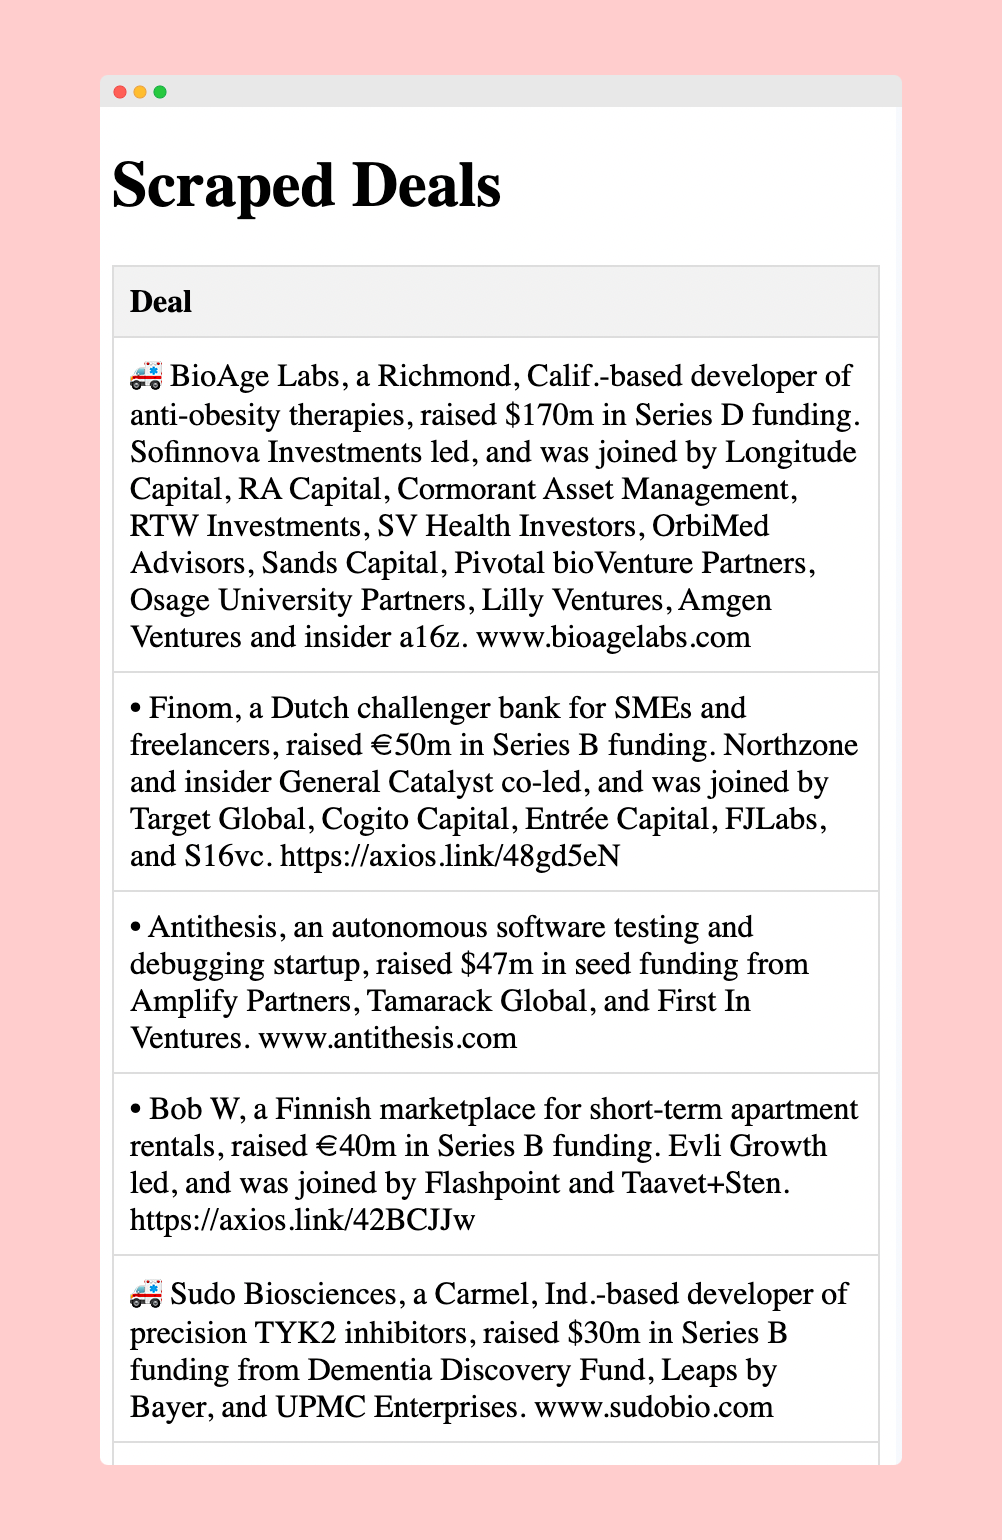 Scraped Deals
Deal
🚑 BioAge Labs, a Richmond, Calif.-based developer of
anti-obesity therapies, raised $170m in Series D funding.
Sofinnova Investments led, and was joined by Longitude
Capital, RA Capital, Cormorant Asset Management,
RTW Investments, SV Health Investors, OrbiMed
Advisors, Sands Capital, Pivotal bioVenture Partners,
Osage University Partners, Lilly Ventures, Amgen
Ventures and insider a16z. www.bioagelabs.com
• Finom, a Dutch challenger bank for SMEs and
freelancers, raised €50m in Series B funding. Northzone
and insider General Catalyst co-led, and was joined by
Target Global, Cogito Capital, Entrée Capital, FJLabs,
and S16vc. https://axios.link/48gd5eN
• Antithesis, an autonomous software testing and
debugging startup, raised $47m in seed funding from
Amplify Partners, Tamarack Global, and First In
Ventures. www.antithesis.com
• Bob W, a Finnish marketplace for short-term apartment
rentals, raised €40m in Series B funding. Evli Growth
led, and was joined by Flashpoint and Taavet+Sten.
https://axios.link/42BCJJw
🚑 Sudo Biosciences, a Carmel, Ind.-based developer of
precision TYK2 inhibitors, raised $30m in Series B
funding from Dementia Discovery Fund, Leaps by
Bayer, and UPMC Enterprises. www.sudobio.com